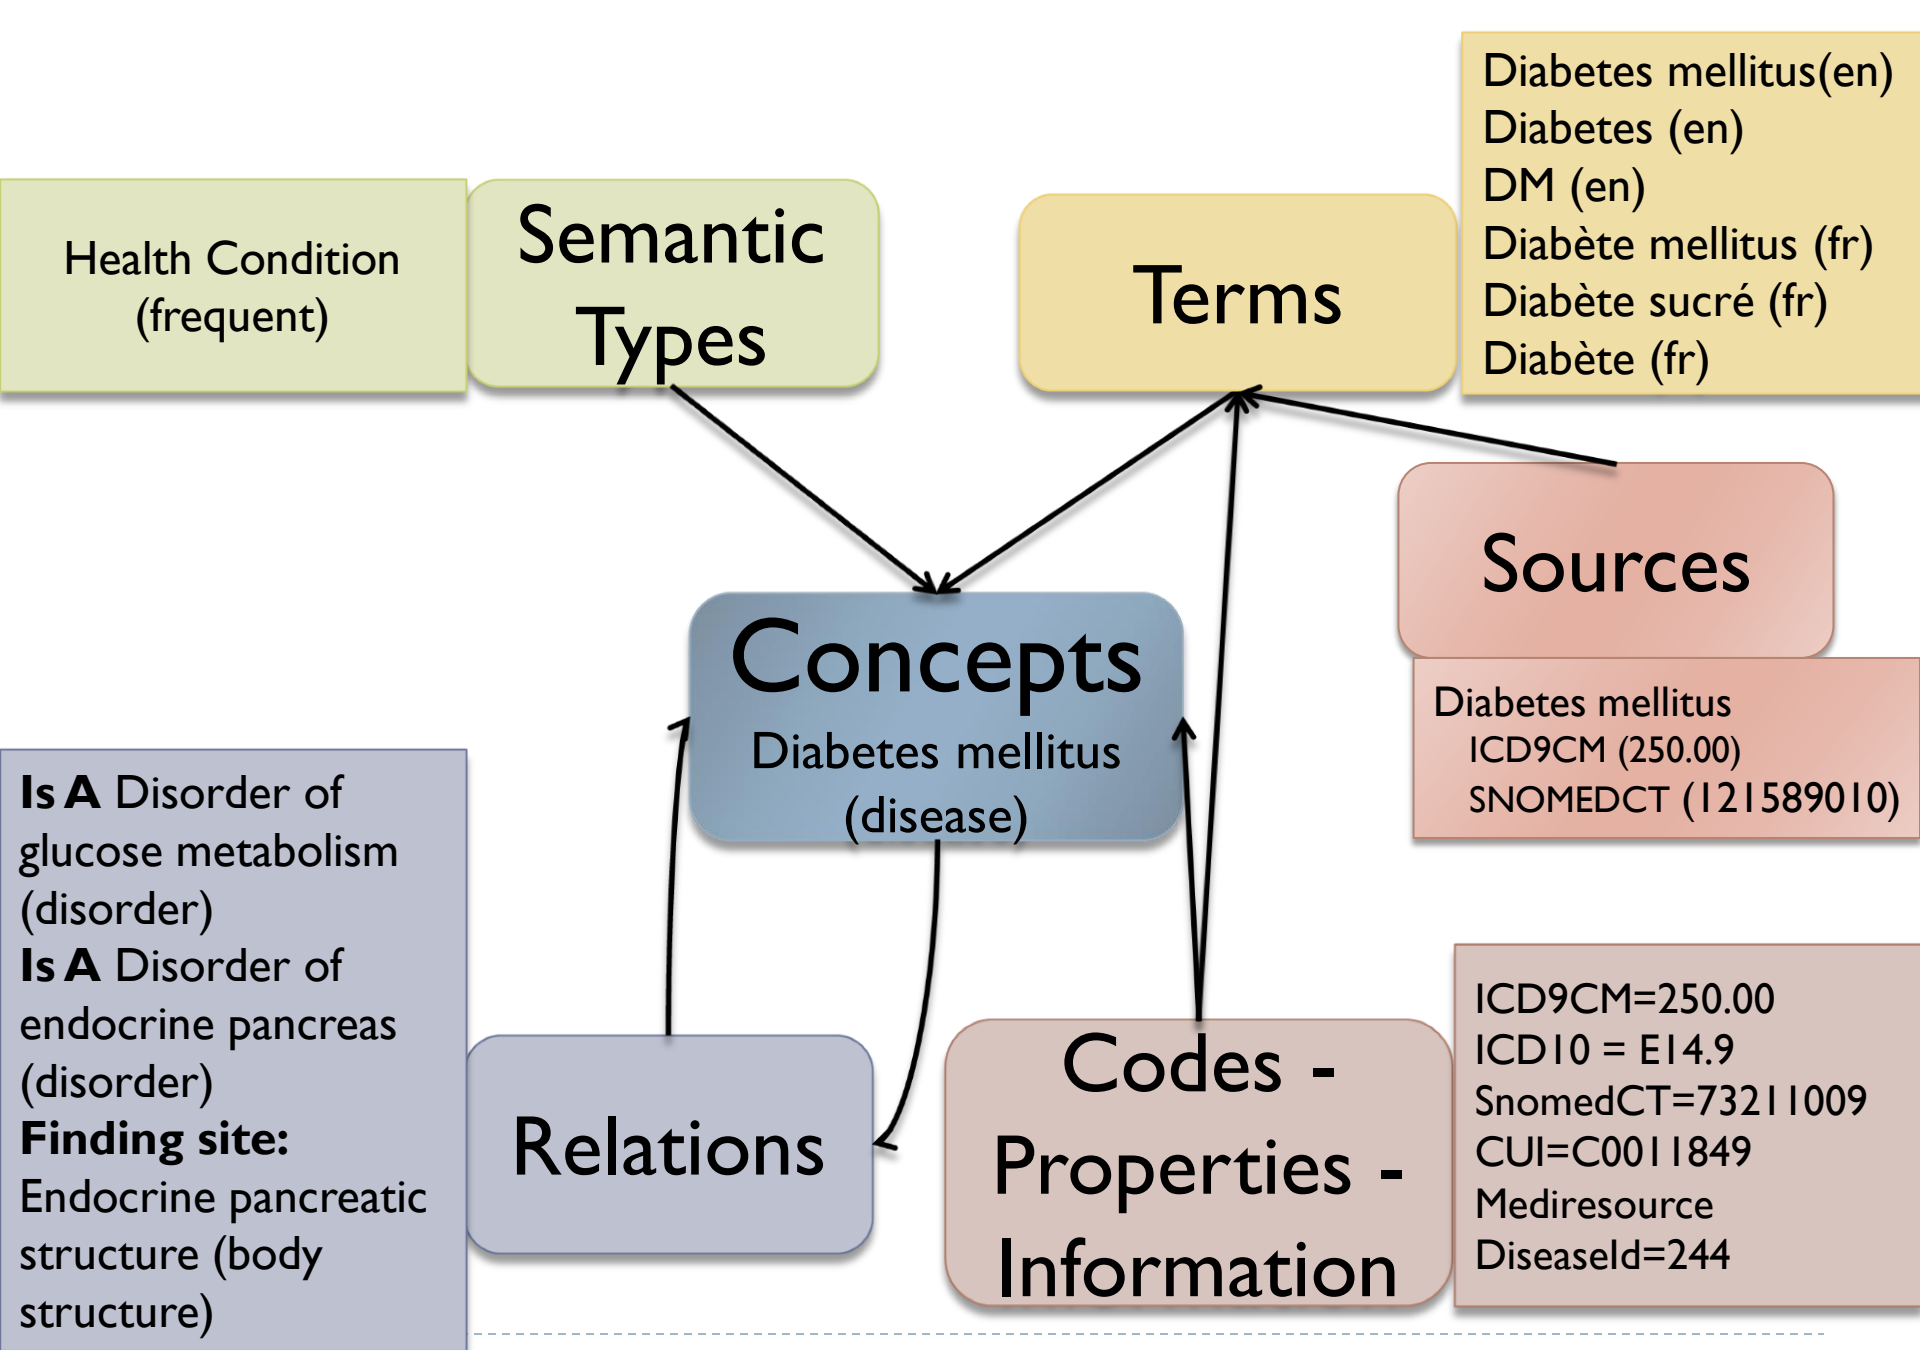 Health Condition
(frequent)
Semantic
Types
Terms
Diabetes mellitus(en)
Diabetes (en)
DM (en)
Diabète mellitus (fr)
Diabète sucré (fr)
Diabète (fr)
Sources
Diabetes mellitus
ICD9CM (250.00)
SNOMEDCT (121589010)
Concepts
Diabetes mellitus
(disease)
Is A Disorder of
glucose metabolism
(disorder)
Is A Disorder of
endocrine pancreas
(disorder)
Finding site:
Endocrine pancreatic
structure (body
structure)
Relations
Codes -
Properties -
Information
ICD9CM=250.00
ICD10 = E14.9
SnomedCT=73211009
CUI=C0011849
Mediresource
DiseaseId=244